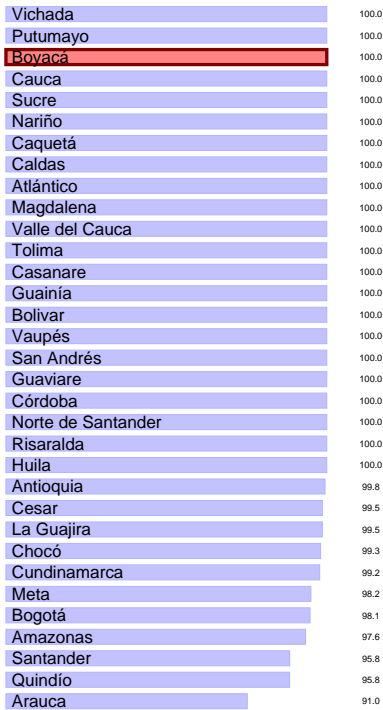 Vichada 100.0
Putumayo 100.0
Boyacá 100.0
Cauca 100.0
Sucre 100.0
Nariño 100.0
Caquetá 100.0
Caldas 100.0
Atlántico 100.0
Magdalena 100.0
Valle del Cauca 100.0
Tolima 100.0
Casanare 100.0
Guainía 100.0
Bolivar 100.0
Vaupés 100.0
San Andrés 100.0
Guaviare 100.0
Córdoba 100.0
Norte de Santander 100.0
Risaralda 100.0
Huila 100.0
Antioquia 99.8
Cesar 99.5
La Guajira 99.5
Chocó 99.3
Cundinamarca 99.2
Meta 98.2
Bogotá 98.1
Amazonas 97.6
Santander 95.8
Quindío 95.8
Arauca 91.0